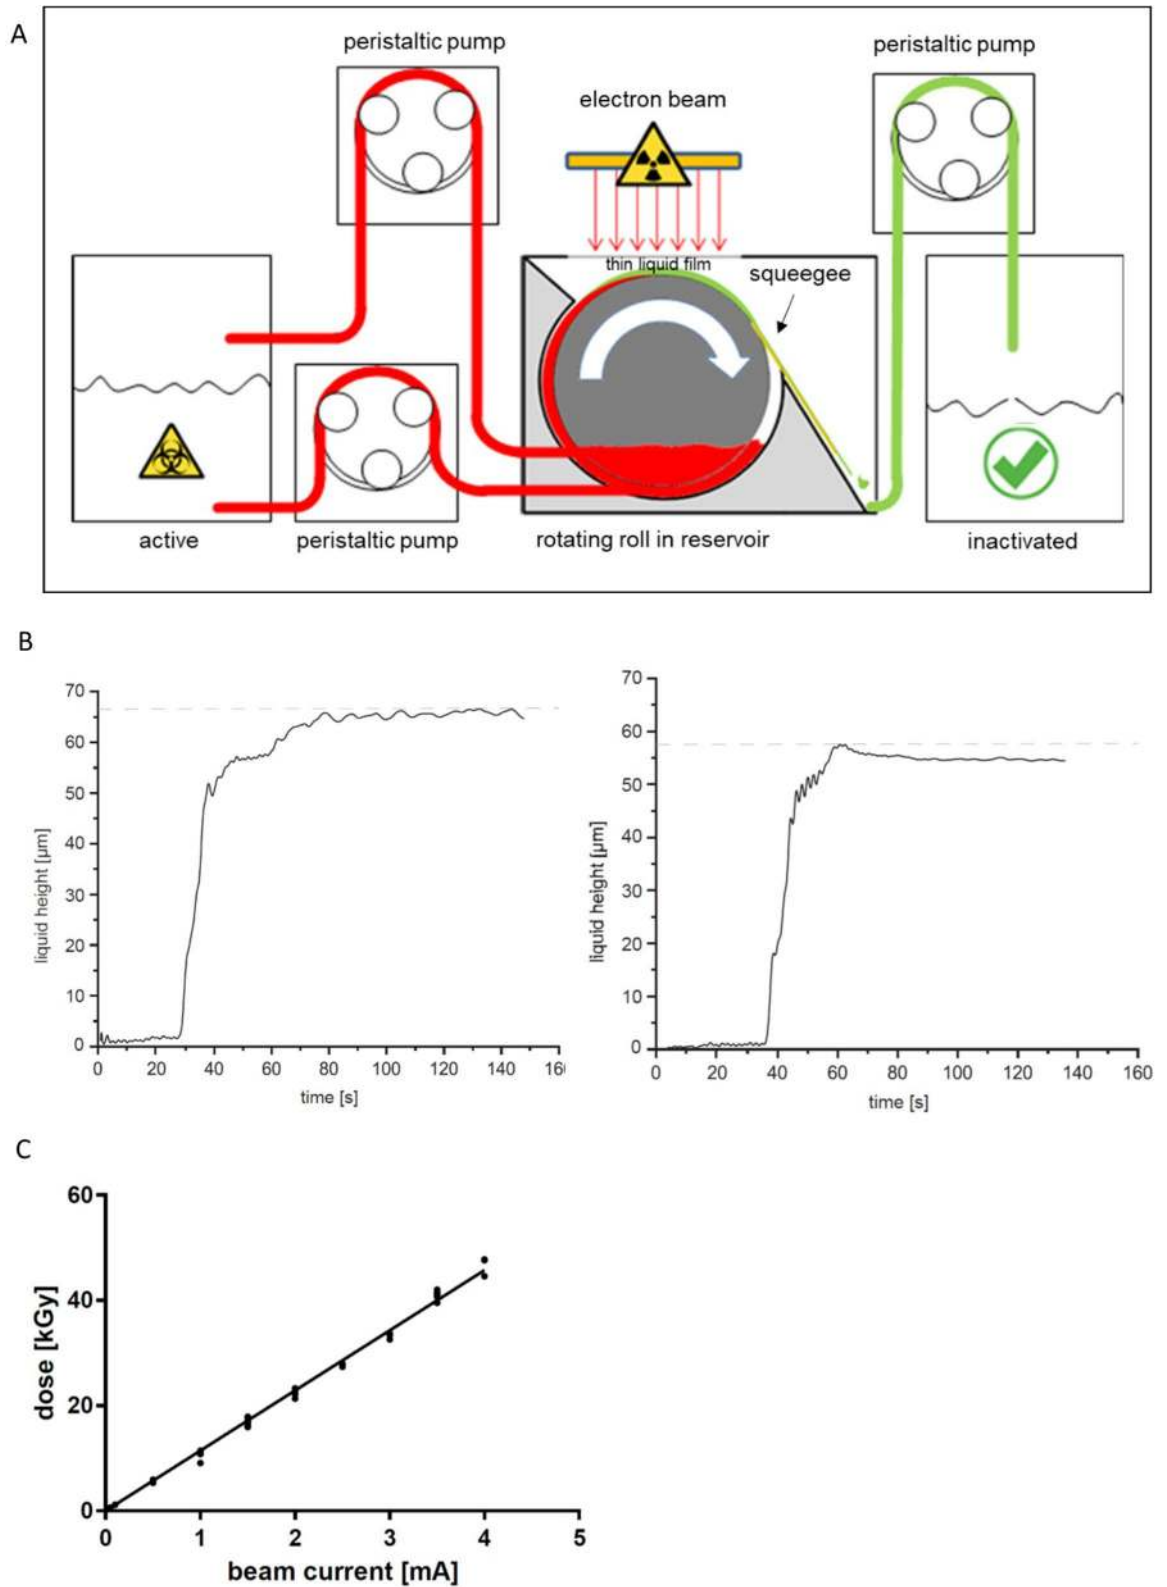 A
peristaltic pump
peristaltic pump
electron beam
thin liquid film
squeegee
active
peristaltic pump
rotating roll in reservoir
inactivated
B
70
60
50
40
30
20
10
0
liquid height [µm]
0 20 40 60 80 100 120 140 16
time [s]
70
60
50
40
30
20
10
0
liquid height [µm]
0 20 40 60 80 100 120 140 160
time [s]
C
60
40
20
0
dose [kGy]
0 1 2 3 4 5
beam current [mA]